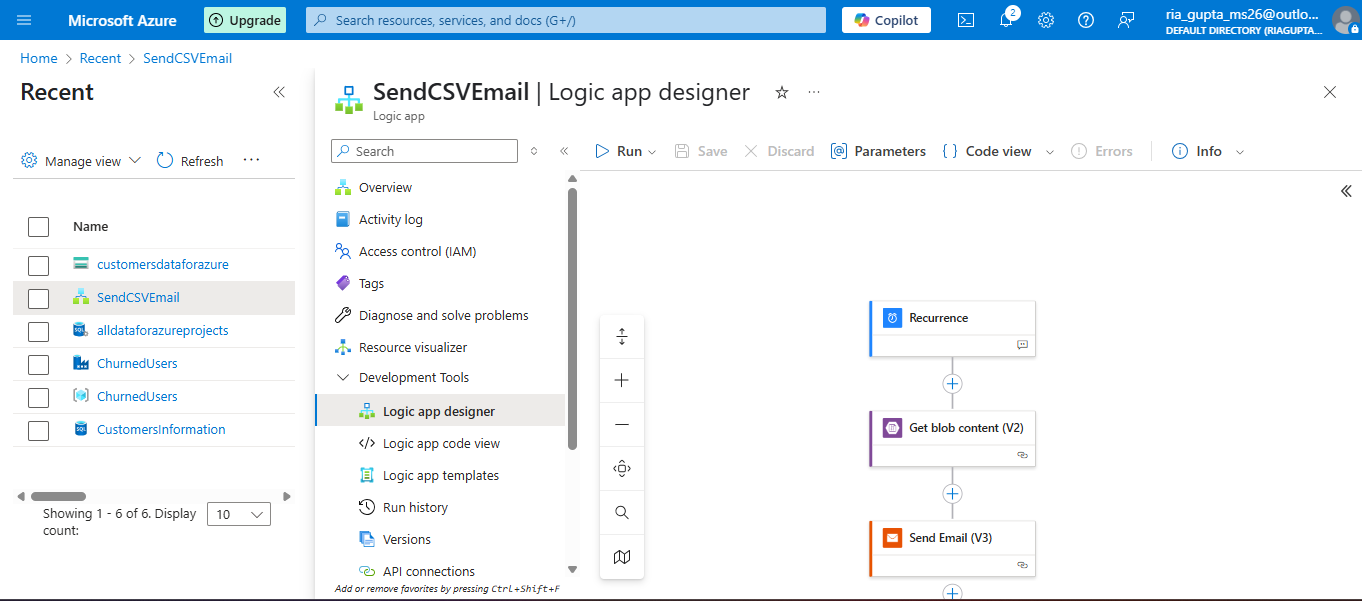 Microsoft Azure
Upgrade
Search resources, services, and docs (G+/)
Copilot
2
ria_gupta_ms26@outlo...
DEFAULT DIRECTORY (RIAGUPTA....
Home > Recent > SendCSVEmail
Recent
Manage view
Refresh
Name
customersdataforazure
SendCSVEmail
alldataforazureprojects
ChurnedUsers
ChurnedUsers
CustomersInformation
Showing 1 - 6 of 6. Display
count:
10
SendCSVEmail | Logic app designer
Logic app
Search
Overview
Activity log
Access control (IAM)
Tags
Diagnose and solve problems
Resource visualizer
Development Tools
Logic app designer
Logic app code view
Logic app templates
Run history
Versions
API connections
Add or remove favorites by pressing Ctrl+Shift+F
Run
Save
Discard
Parameters
Code view
Errors
Info
Recurrence
Get blob content (V2)
Send Email (V3)